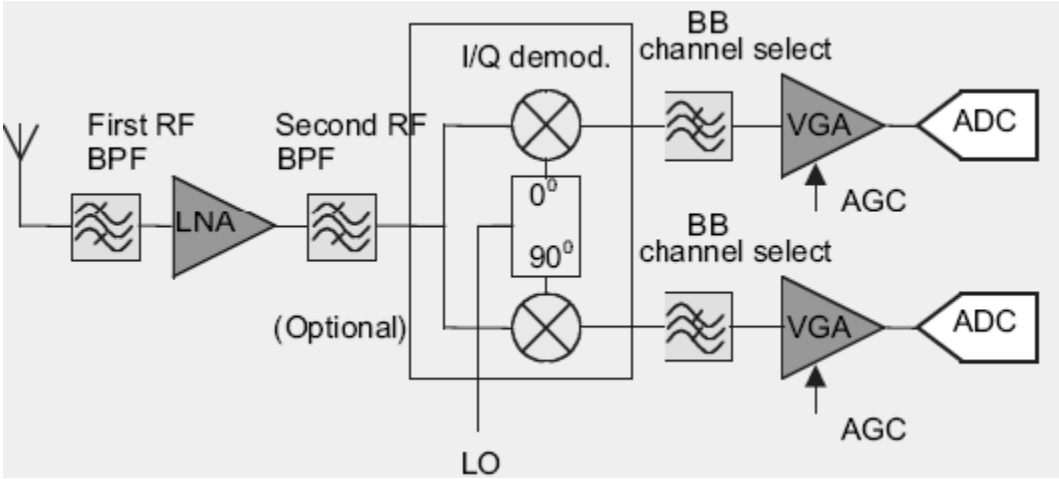 BB
channel select
I/Q demod.
First RF
BPF
Second RF
BPF
LNA
VGA
ADC
0⁰
AGC
90⁰
BB
channel select
(Optional)
VGA
ADC
AGC
LO